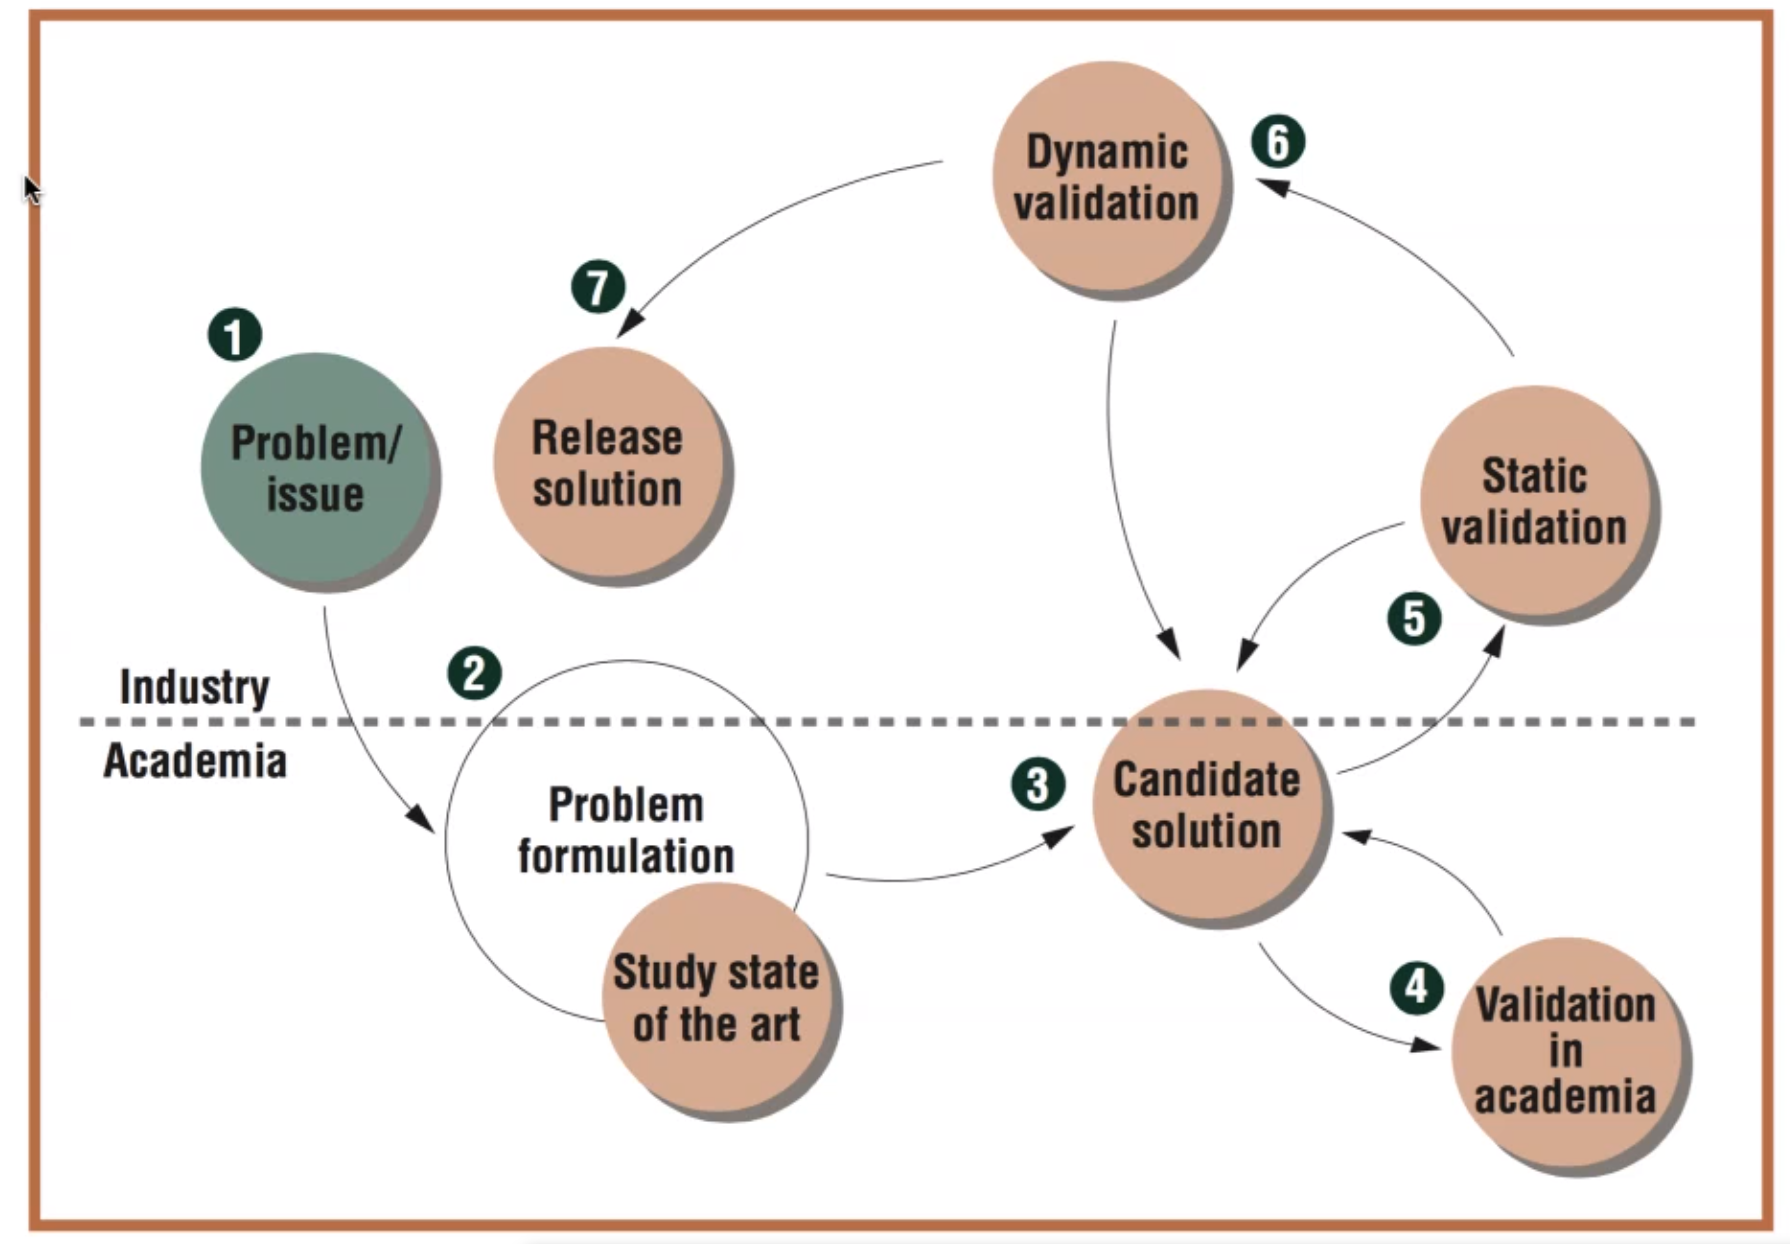 1
Problem/
issue
Industry
Academia
2
Problem
formulation
Study state
of the art
3
Candidate
solution
4
Validation
in
academia
5
Static
validation
6
Dynamic
validation
7
Release
solution